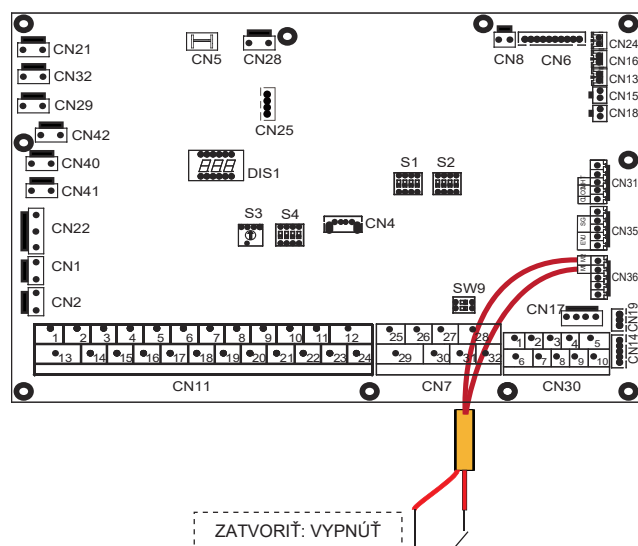 CN21
CN32
CN29
CN42
CN40
CN41
CN22
CN1
CN2
CN5
CN28
CN25
DIS1
S1
S2
S3
S4
CN4
CN8
CN6
CN24
CN16
CN13
CN15
CN18
CN31
CN35
SG
EVU
CN36
SW9
CN17
CN19
CN14
1 2 3 4 5 6 7 8 9 10 11 12
13 14 15 16 17 18 19 20 21 22 23 24
CN11
25 26 27 28
29 30 31 32
CN7
1 2 3 4 5
6 7 8 9 10
CN30
ZATVORIŤ: VYPNÚŤ